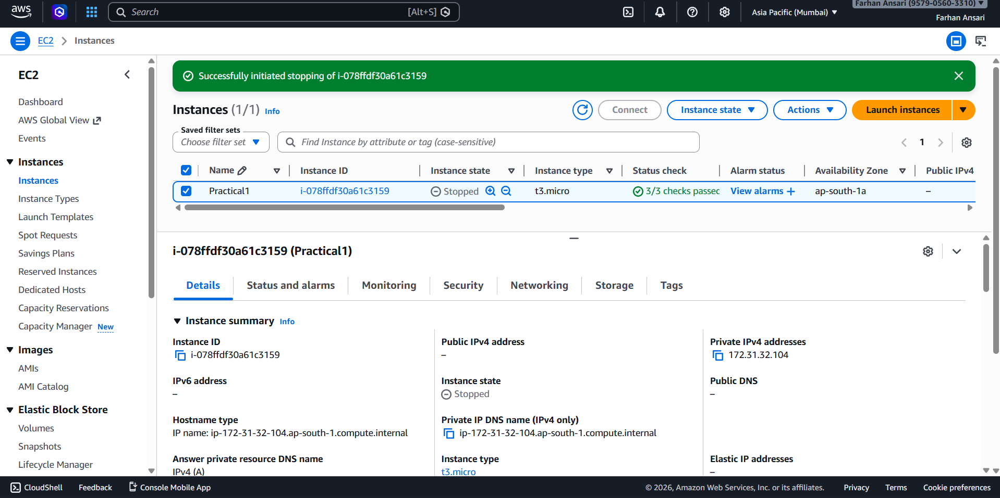 aws
Search
[Alt+S]
Asia Pacific (Mumbai)
Farhan Ansari (9579-0560-3310)
Farhan Ansari
EC2
Instances
EC2
Dashboard
AWS Global View
Events
Instances
Instances
Instance Types
Launch Templates
Spot Requests
Savings Plans
Reserved Instances
Dedicated Hosts
Capacity Reservations
Capacity Manager New
Images
AMIs
AMI Catalog
Elastic Block Store
Volumes
Snapshots
Lifecycle Manager
Successfully initiated stopping of i-078ffdf30a61c3159
Instances (1/1) Info
Connect
Instance state
Actions
Launch instances
Saved filter sets
Choose filter set
Find Instance by attribute or tag (case-sensitive)
1
Name Instance ID Instance state Instance type Status check Alarm status Availability Zone Public IPv4
Practical1 i-078ffdf30a61c3159 Stopped t3.micro 3/3 checks passed View alarms + ap-south-1a –
i-078ffdf30a61c3159 (Practical1)
Details Status and alarms Monitoring Security Networking Storage Tags
Instance summary Info
Instance ID
i-078ffdf30a61c3159
Public IPv4 address
–
Private IPv4 addresses
172.31.32.104
IPv6 address
–
Instance state
Stopped
Public DNS
–
Hostname type
IP name: ip-172-31-32-104.ap-south-1.compute.internal
Private IP DNS name (IPv4 only)
ip-172-31-32-104.ap-south-1.compute.internal
Answer private resource DNS name
IPv4 (A)
Instance type
t3.micro
Elastic IP addresses
–
CloudShell Feedback Console Mobile App
© 2026, Amazon Web Services, Inc. or its affiliates. Privacy Terms Cookie preferences